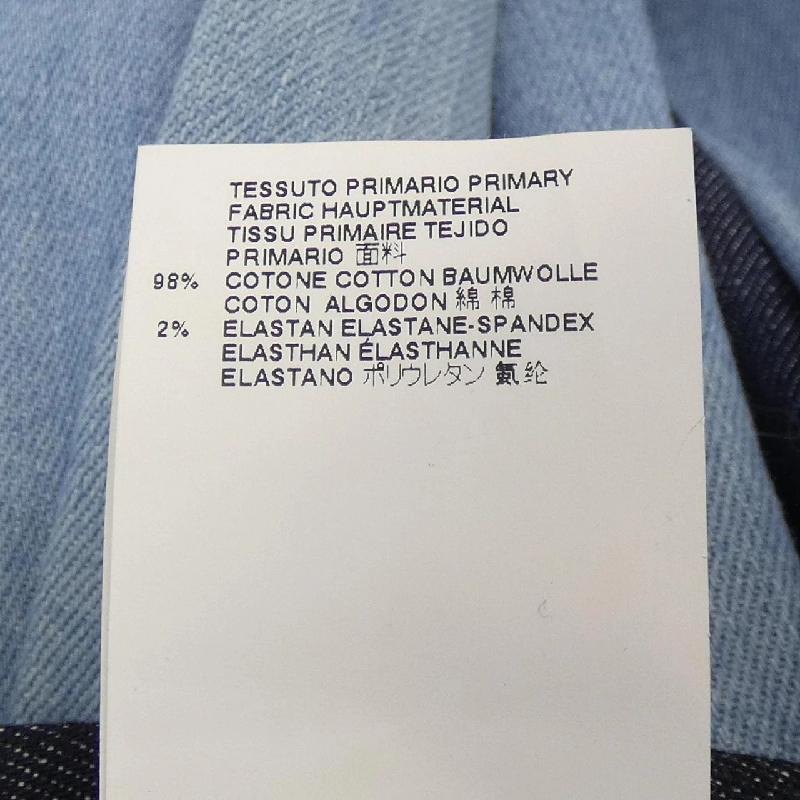 TESSUTO PRIMARIO PRIMARY
FABRIC HAUPTMATERIAL
TISSU PRIMAIRE TEJIDO
PRIMARIO 面料
98% COTONE COTTON BAUMWOLLE
COTON ALGODON 綿 棉
2% ELASTAN ELASTANE-SPANDEX
ELASTHAN ÉLASTHANNE
ELASTANO ポリウレタン 氨纶